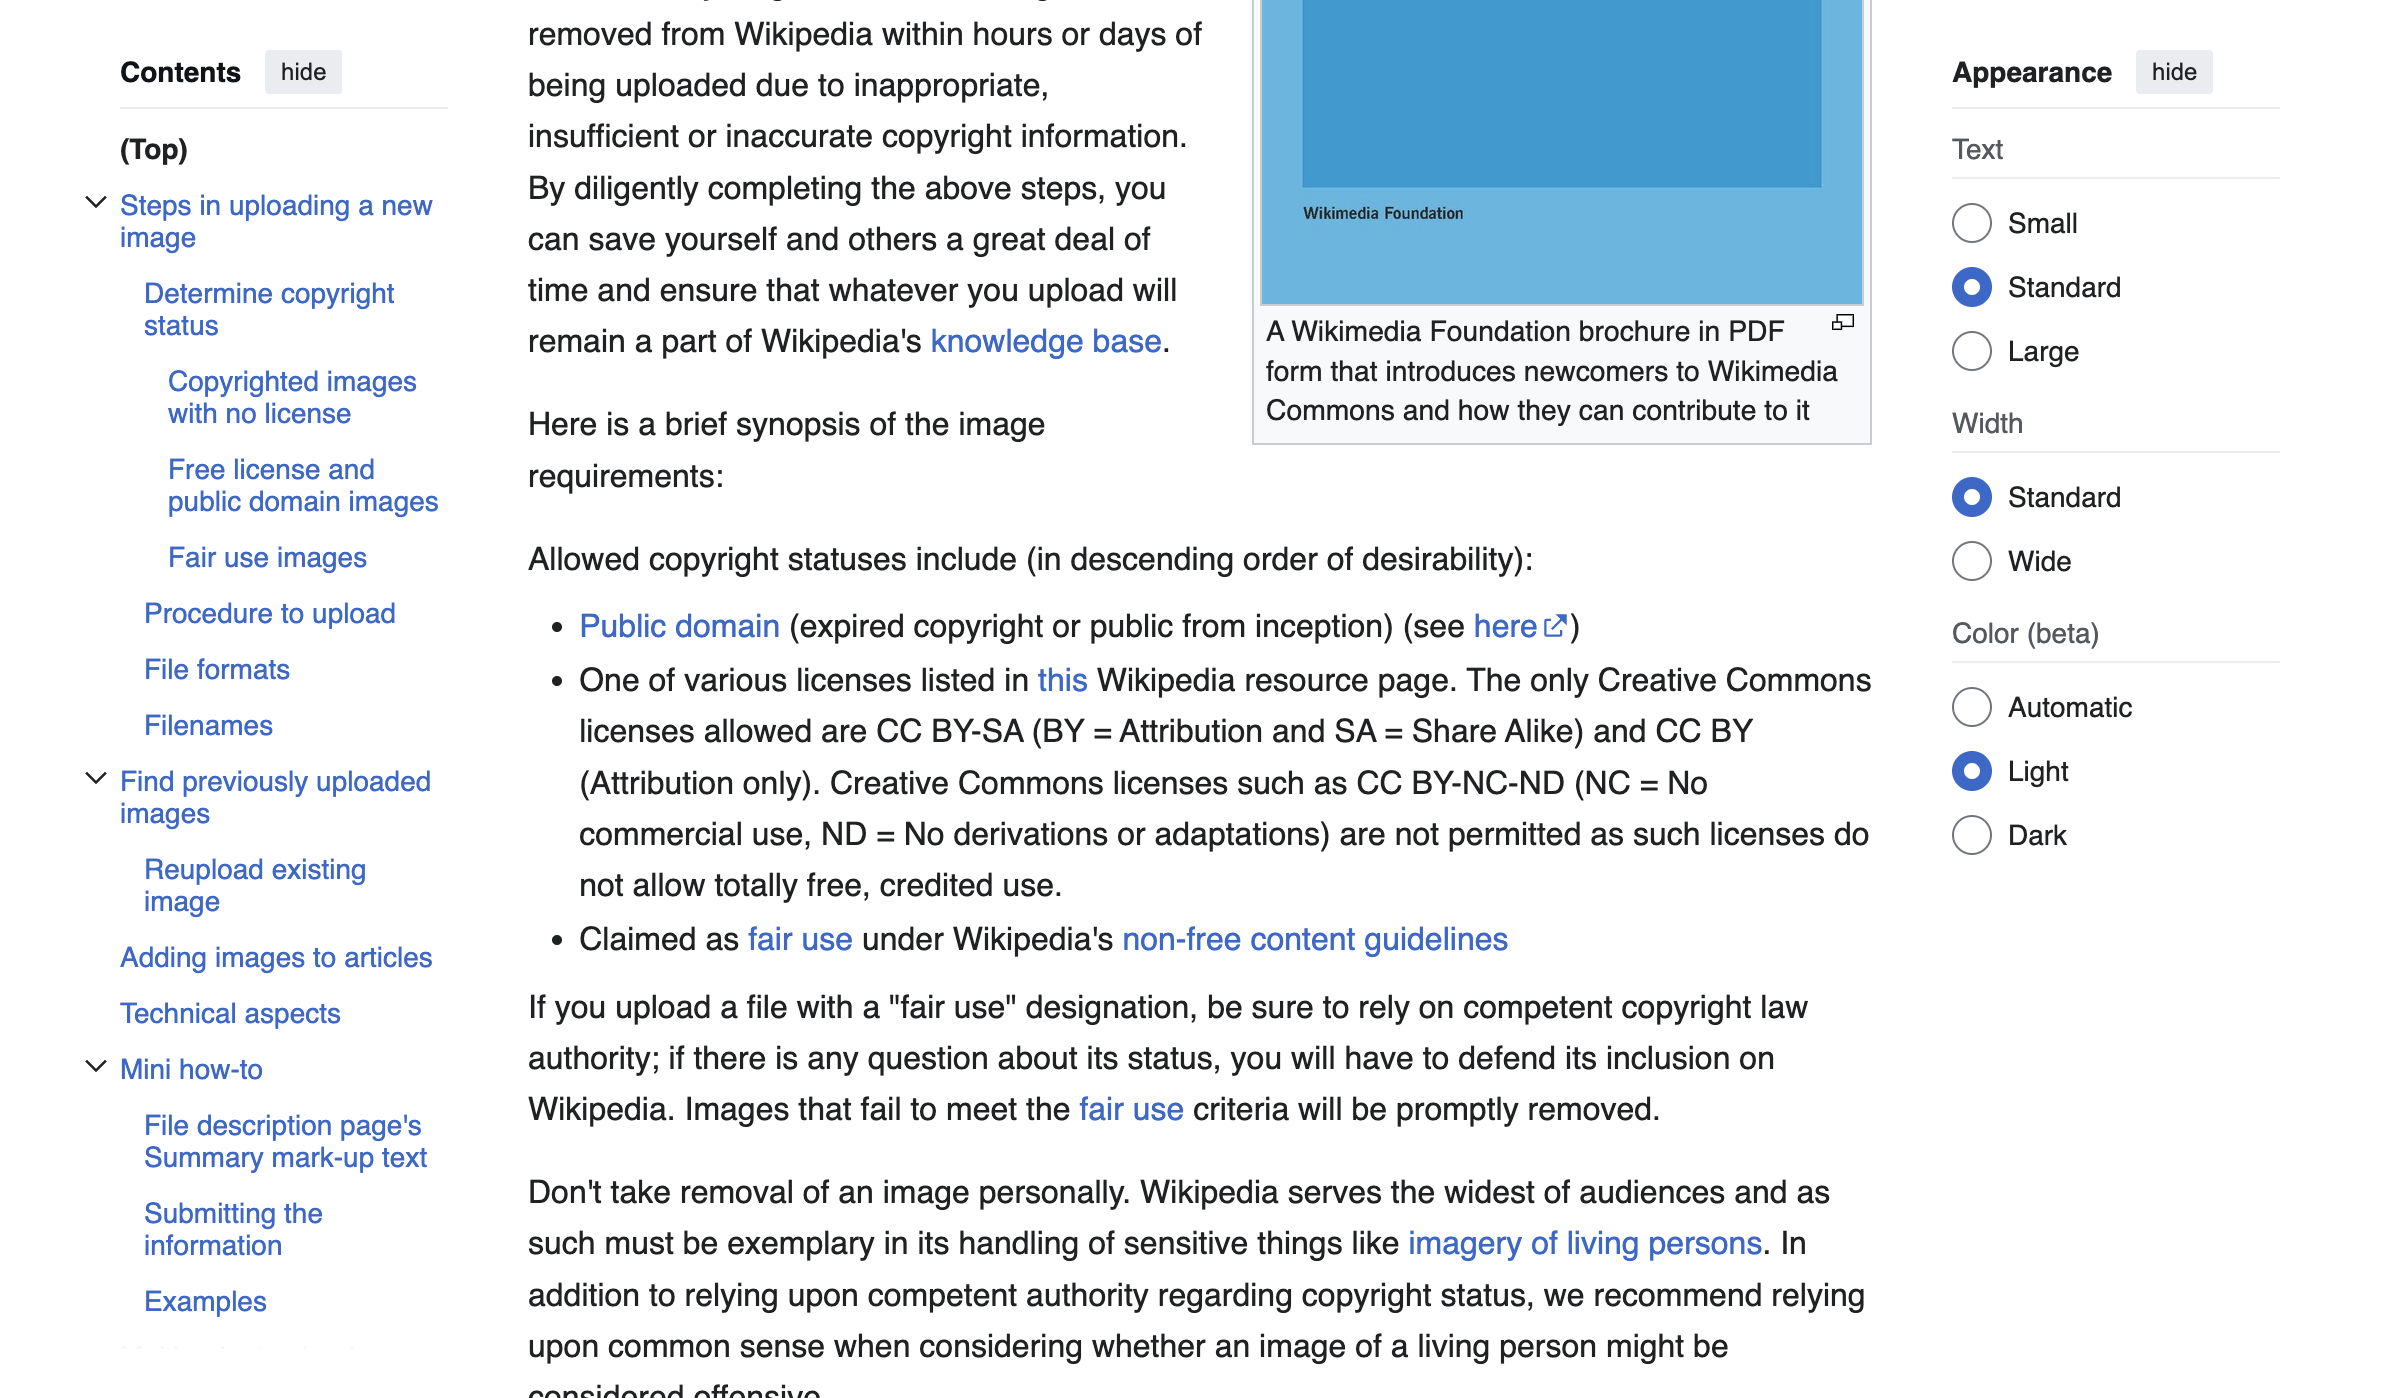 Contents hide
(Top)
Steps in uploading a new
image
Determine copyright
status
Copyrighted images
with no license
Free license and
public domain images
Fair use images
Procedure to upload
File formats
Filenames
Find previously uploaded
images
Reupload existing
image
Adding images to articles
Technical aspects
Mini how-to
File description page's
Summary mark-up text
Submitting the
information
Examples
removed from Wikipedia within hours or days of
being uploaded due to inappropriate,
insufficient or inaccurate copyright information.
By diligently completing the above steps, you
can save yourself and others a great deal of
time and ensure that whatever you upload will
remain a part of Wikipedia's knowledge base.
Here is a brief synopsis of the image
requirements:
Wikimedia Foundation
A Wikimedia Foundation brochure in PDF
form that introduces newcomers to Wikimedia
Commons and how they can contribute to it
Allowed copyright statuses include (in descending order of desirability):
• Public domain (expired copyright or public from inception) (see here)
• One of various licenses listed in this Wikipedia resource page. The only Creative Commons
licenses allowed are CC BY-SA (BY = Attribution and SA = Share Alike) and CC BY
(Attribution only). Creative Commons licenses such as CC BY-NC-ND (NC = No
commercial use, ND = No derivations or adaptations) are not permitted as such licenses do
not allow totally free, credited use.
• Claimed as fair use under Wikipedia's non-free content guidelines
If you upload a file with a "fair use" designation, be sure to rely on competent copyright law
authority; if there is any question about its status, you will have to defend its inclusion on
Wikipedia. Images that fail to meet the fair use criteria will be promptly removed.
Don't take removal of an image personally. Wikipedia serves the widest of audiences and as
such must be exemplary in its handling of sensitive things like imagery of living persons. In
addition to relying upon competent authority regarding copyright status, we recommend relying
upon common sense when considering whether an image of a living person might be
considered offensive.
Appearance hide
Text
Small
Standard
Large
Width
Standard
Wide
Color (beta)
Automatic
Light
Dark